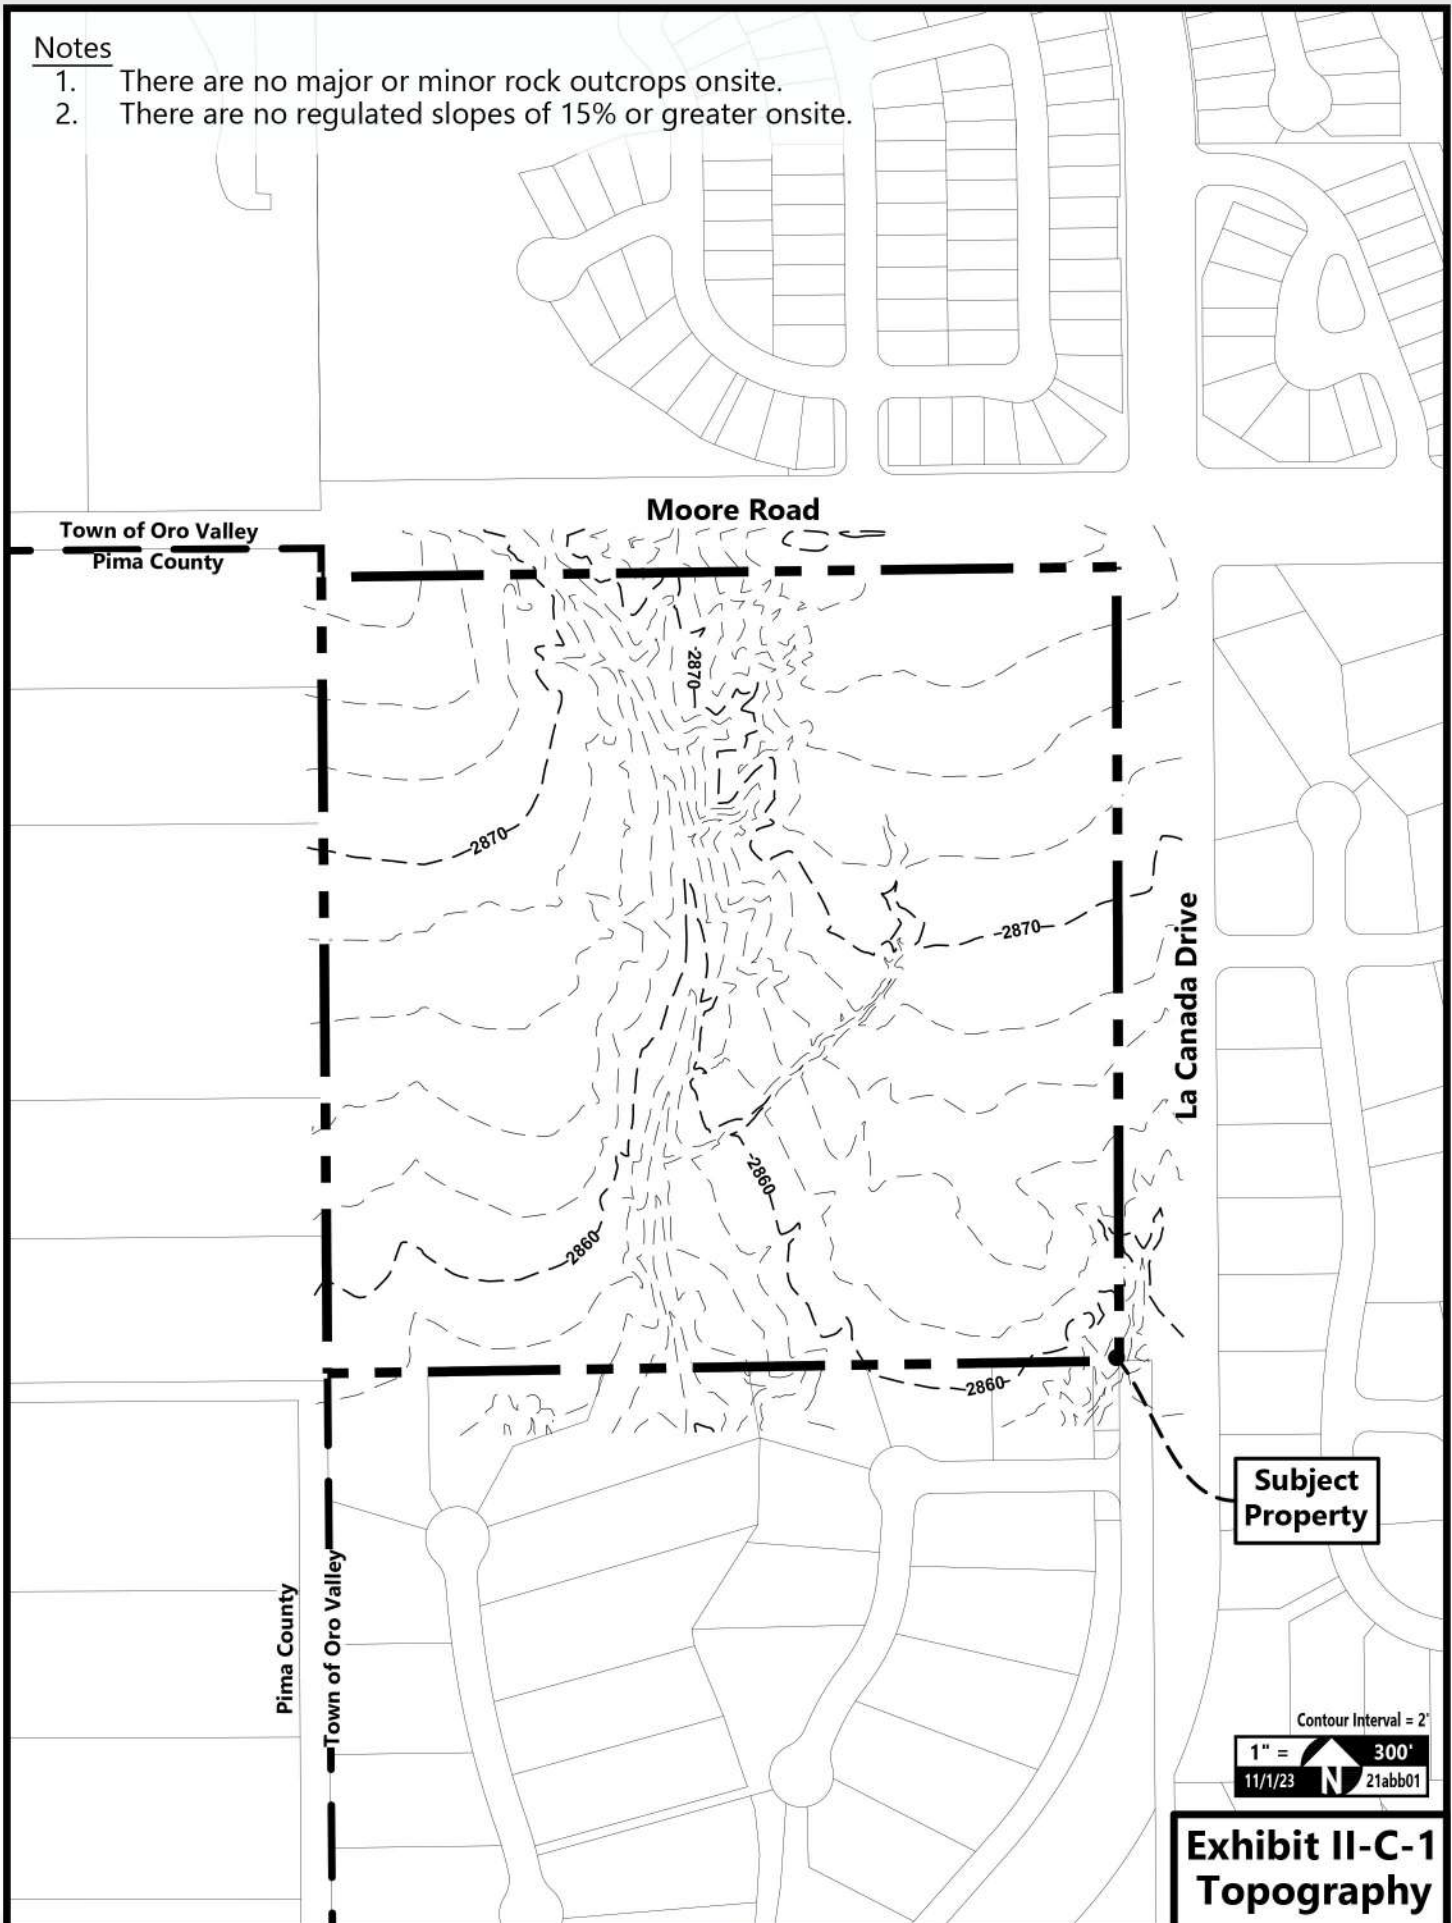 Notes
1. There are no major or minor rock outcrops onsite.
2. There are no regulated slopes of 15% or greater onsite.
Moore Road
Town of Oro Valley
Pima County
2870
2870
2870
La Canada Drive
2860
2860
2860
Subject
Property
Pima County
Town of Oro Valley
Contour Interval = 2'
1" = 300'
11/1/23 N 21abb01
Exhibit II-C-1
Topography